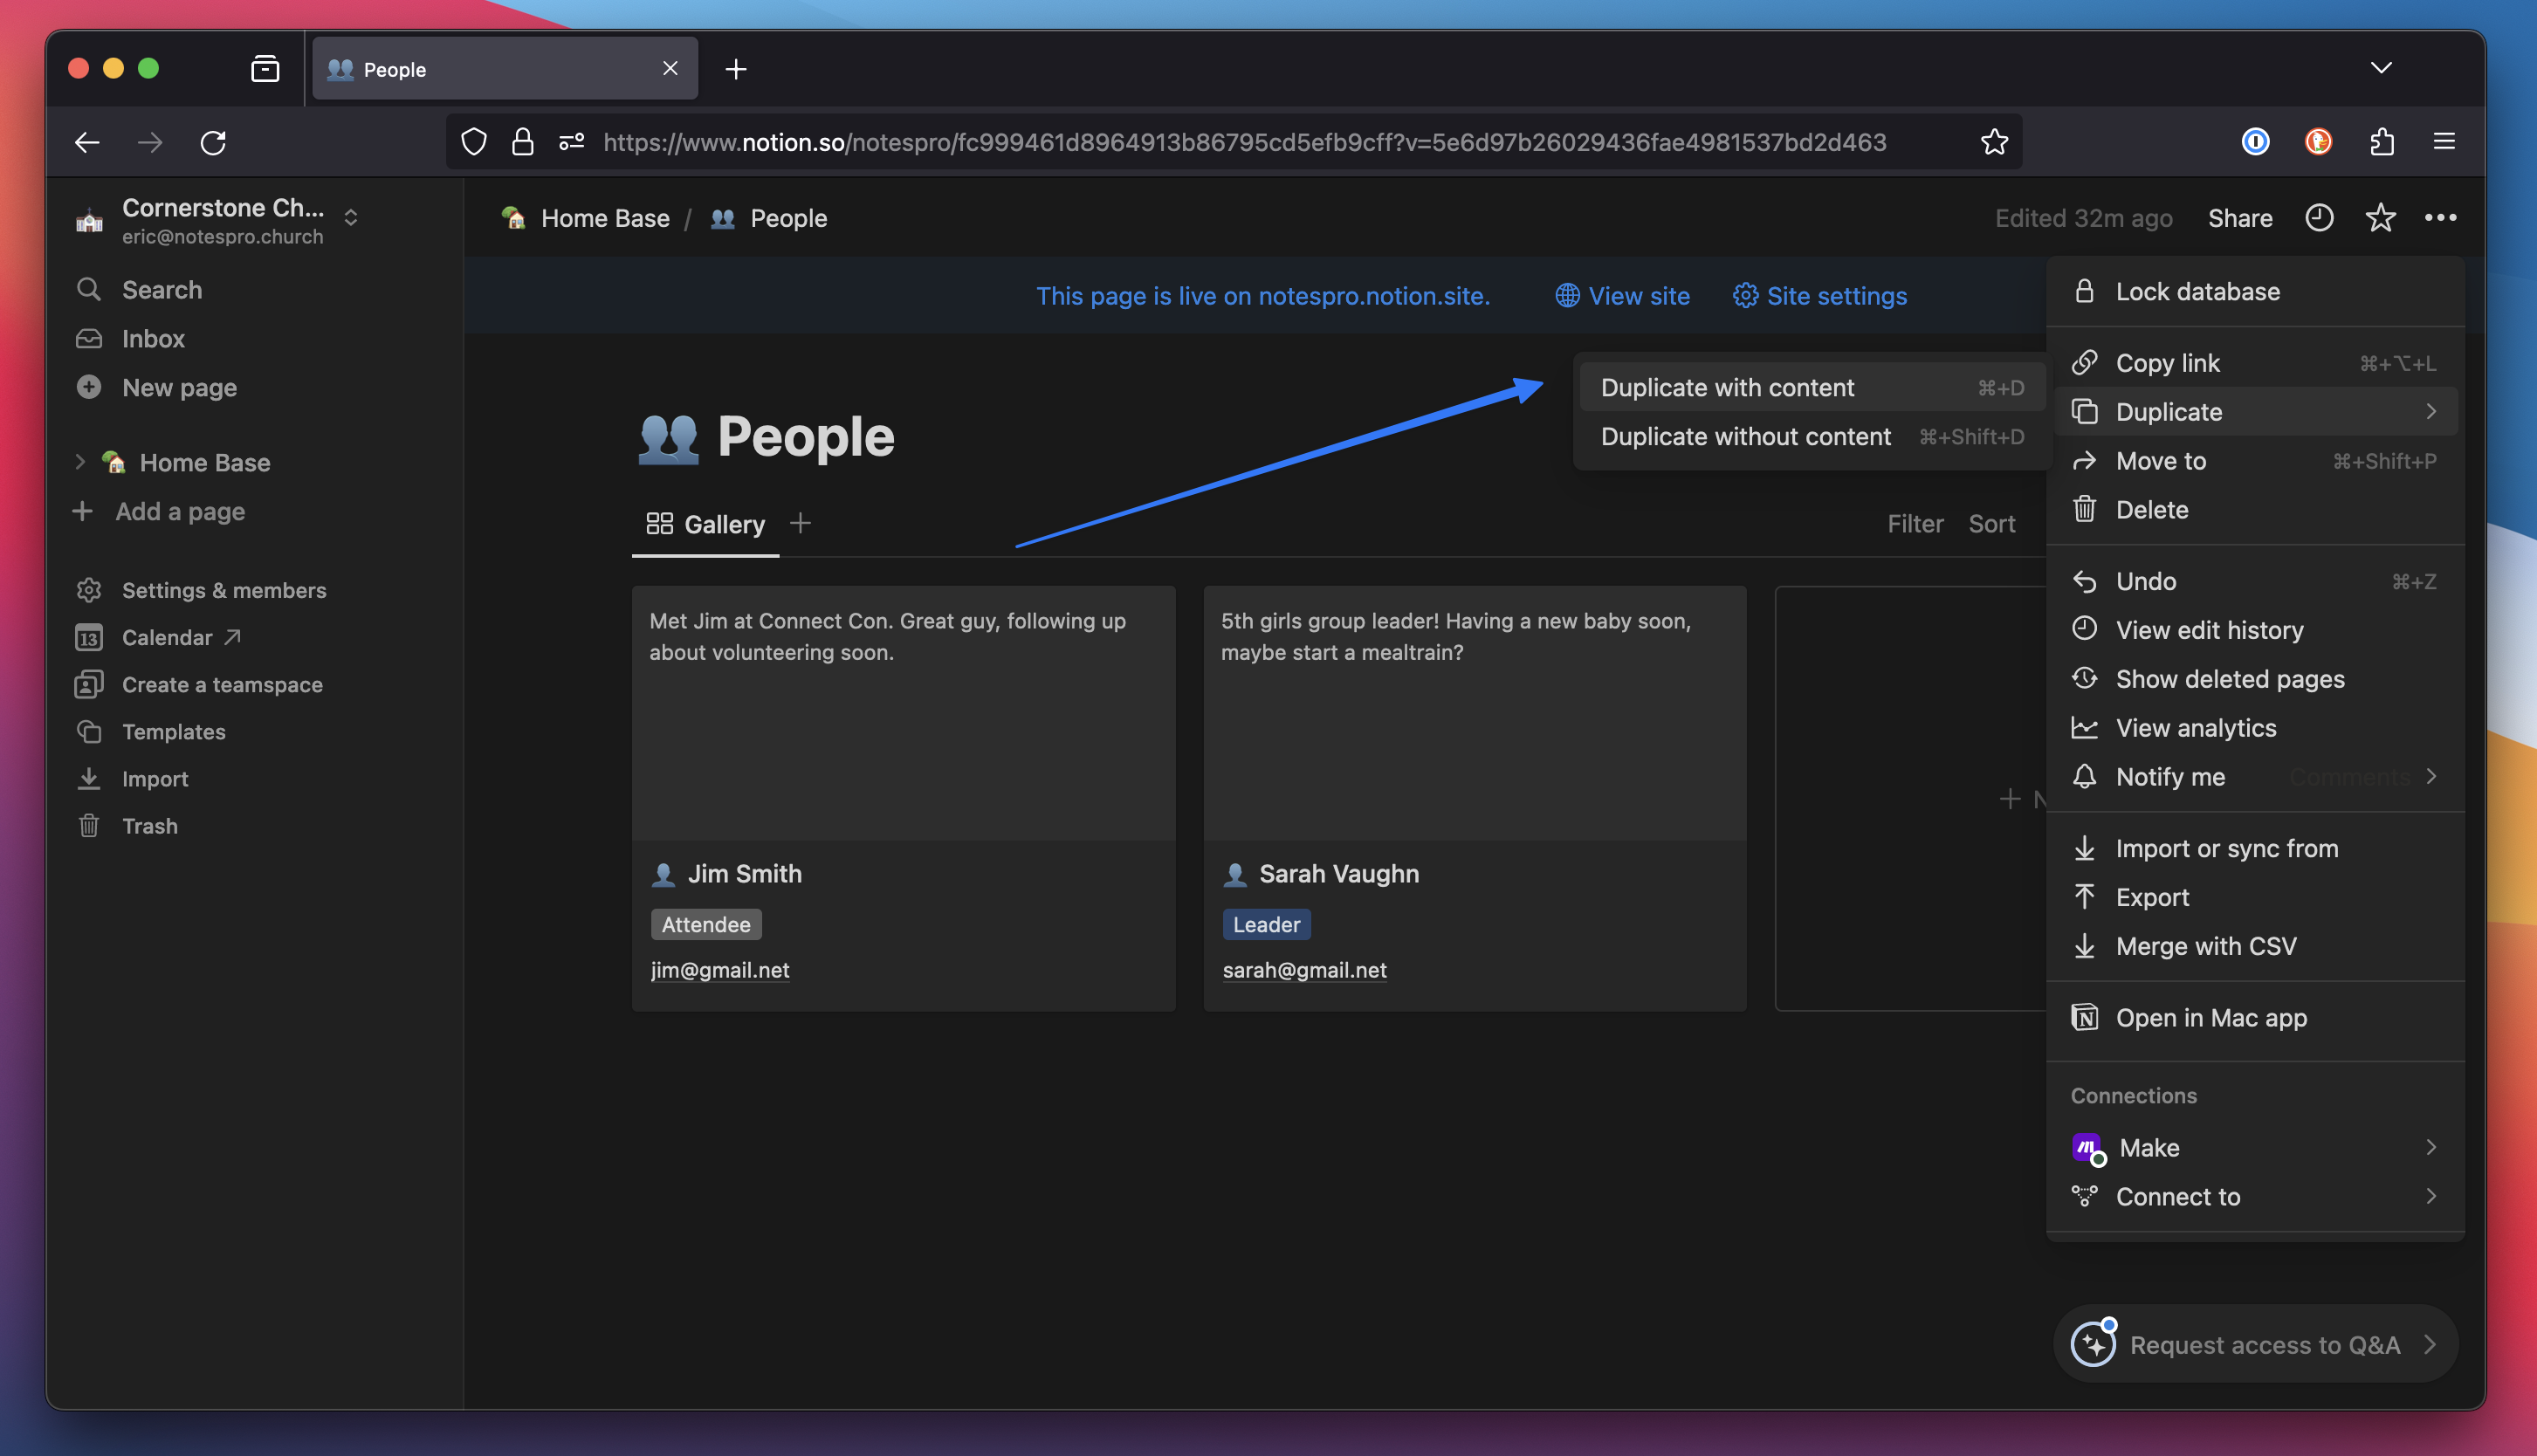 People
https://www.notion.so/notespro/fc999461d8964913b86795cd5efb9cff?v=5e6d97b26029436fae4981537bd2d463
Cornerstone Ch...
eric@notespro.church
Search
Inbox
New page
Home Base
Add a page
Settings & members
13
Calendar
Create a teamspace
Templates
Import
Trash
Home Base / People
Edited 32m ago
Share
This page is live on notespro.notion.site.
View site
Site settings
People
Gallery
Filter
Sort
Met Jim at Connect Con. Great guy, following up
about volunteering soon.
Jim Smith
Attendee
jim@gmail.net
5th girls group leader! Having a new baby soon,
maybe start a mealtrain?
Sarah Vaughn
Leader
sarah@gmail.net
Duplicate with content ⌘+D
Duplicate without content ⌘+Shift+D
Lock database
Copy link ⌘+⌥+L
Duplicate
Move to ⌘+Shift+P
Delete
Undo ⌘+Z
View edit history
Show deleted pages
View analytics
Notify me Comments
Import or sync from
Export
Merge with CSV
Open in Mac app
Connections
Make
Connect to
Request access to Q&A